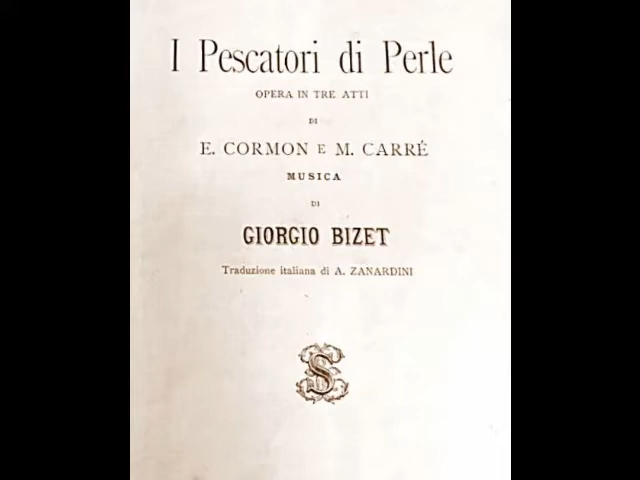 I Pescatori di Perle
OPERA IN TRE ATTI
DI
E. CORMON E M. CARRÉ
MUSICA
DI
GIORGIO BIZET
Traduzione italiana di A. ZANARDINI
S